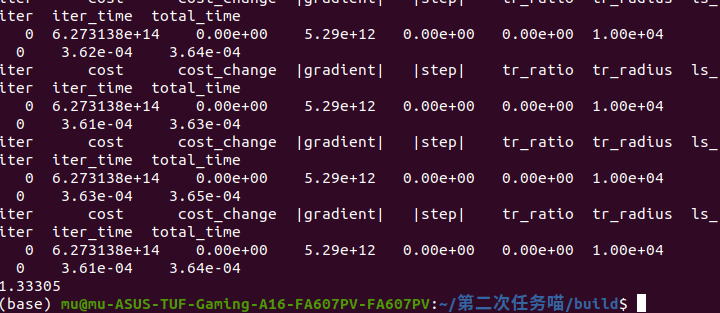 iter cost cost_change |gradient| |step| tr_ratio tr_radius ls_
iter iter_time total_time
0 6.273138e+14 0.00e+00 5.29e+12 0.00e+00 0.00e+00 1.00e+04
0 3.62e-04 3.64e-04
iter cost cost_change |gradient| |step| tr_ratio tr_radius ls_
iter iter_time total_time
0 6.273138e+14 0.00e+00 5.29e+12 0.00e+00 0.00e+00 1.00e+04
0 3.61e-04 3.63e-04
iter cost cost_change |gradient| |step| tr_ratio tr_radius ls_
iter iter_time total_time
0 6.273138e+14 0.00e+00 5.29e+12 0.00e+00 0.00e+00 1.00e+04
0 3.63e-04 3.65e-04
iter cost cost_change |gradient| |step| tr_ratio tr_radius ls_
iter iter_time total_time
0 6.273138e+14 0.00e+00 5.29e+12 0.00e+00 0.00e+00 1.00e+04
0 3.61e-04 3.64e-04
1.33305
(base) mu@mu-ASUS-TUF-Gaming-A16-FA607PV-FA607PV:~/第二次任务喵/build$